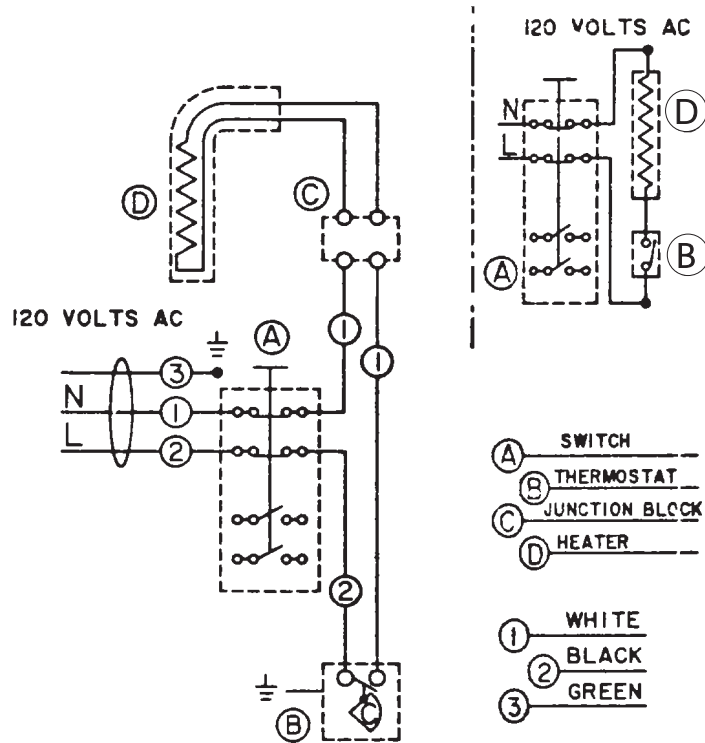 120 VOLTS AC
N
L
D
B
A
D
C
120 VOLTS AC
A
3
N
1
L
2
1
1
2
B
C
A SWITCH
B THERMOSTAT
C JUNCTION BLOCK
D HEATER
1 WHITE
2 BLACK
3 GREEN